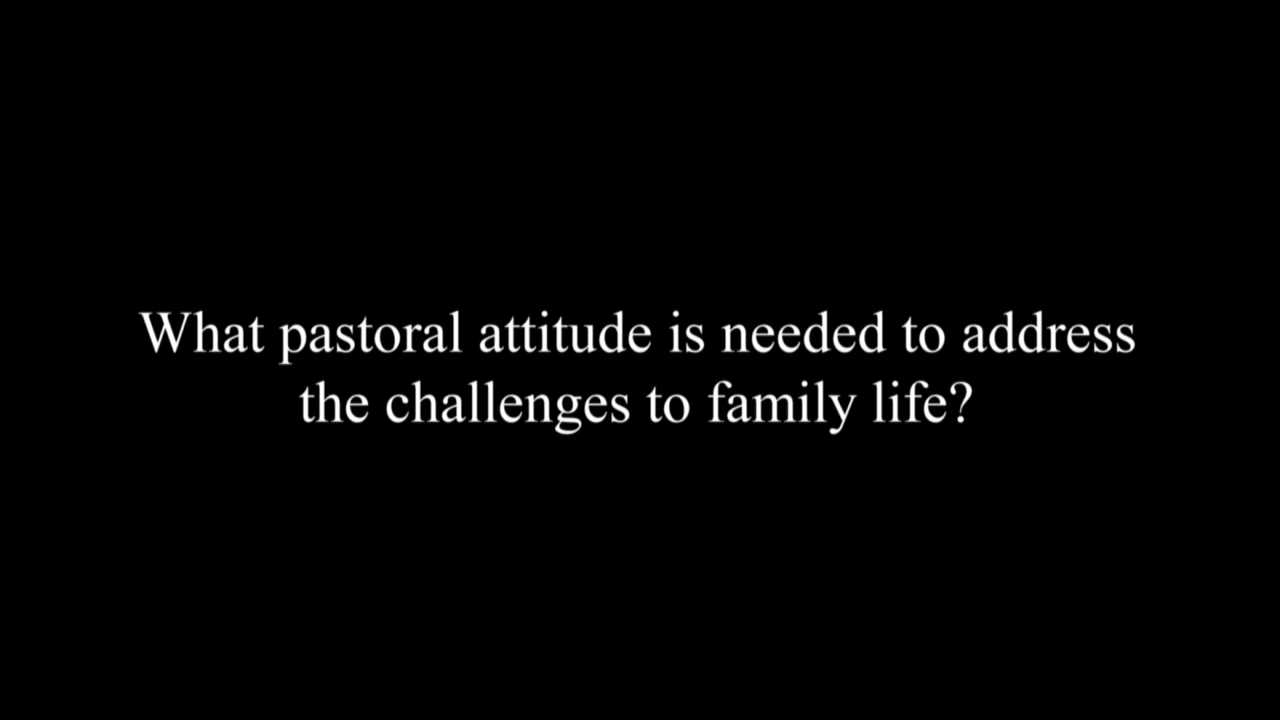 What pastoral attitude is needed to address
the challenges to family life?